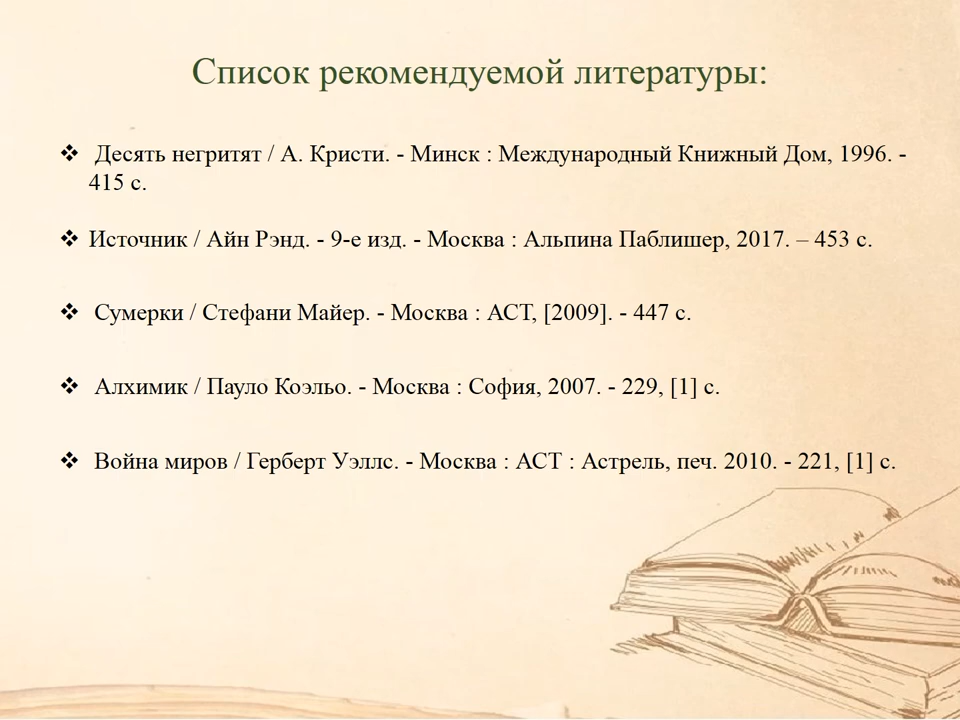 Список рекомендуемой литературы:
❖ Десять негритят / А. Кристи. - Минск : Международный Книжный Дом, 1996. -
415 с.
❖ Источник / Айн Рэнд. - 9-е изд. - Москва : Альпина Паблишер, 2017. – 453 с.
❖ Сумерки / Стефани Майер. - Москва : АСТ, [2009]. - 447 с.
❖ Алхимик / Пауло Коэльо. - Москва : София, 2007. - 229, [1] с.
❖ Война миров / Герберт Уэллс. - Москва : АСТ : Астрель, печ. 2010. - 221, [1] с.